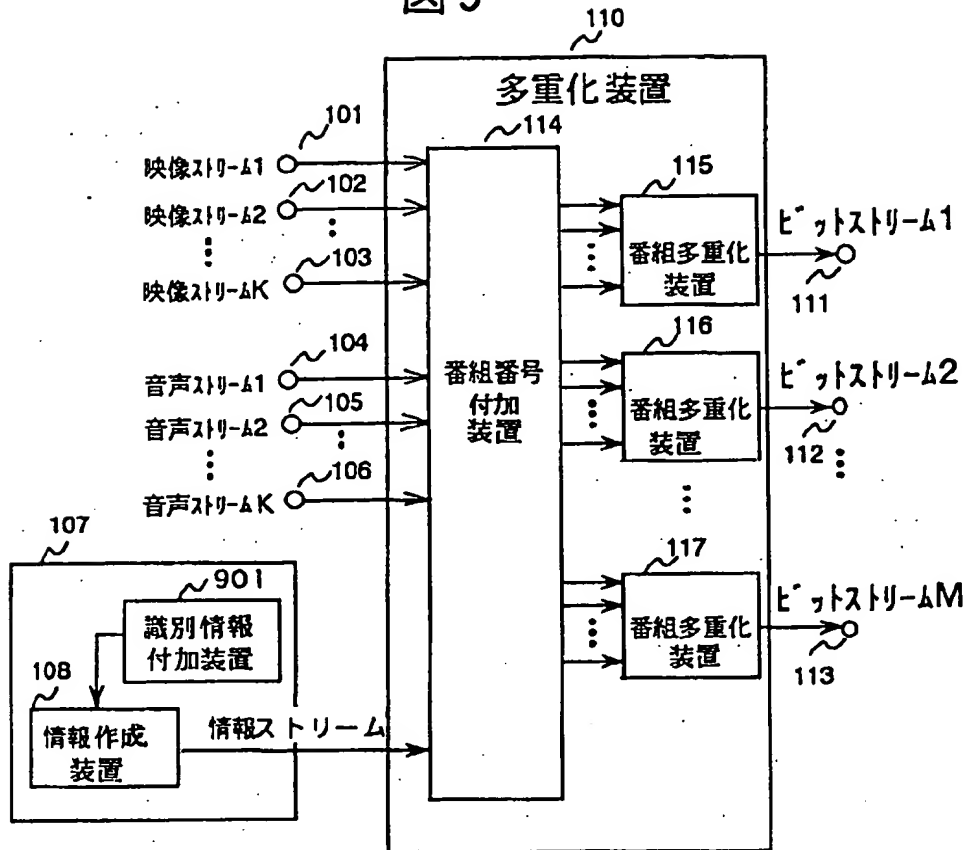 110
多重化装置
101
114
映像ストリーム1
102
115
映像ストリーム2
ビットストリーム1
103
番組多重化
装置
映像ストリームK
111
104
116
番組番号
付加
装置
音声ストリーム1
ビットストリーム2
105
番組多重化
装置
音声ストリーム2
112
106
音声ストリームK
107
117
901
ビットストリームM
識別情報
付加装置
番組多重化
装置
108
113
情報ストリーム
情報作成
装置